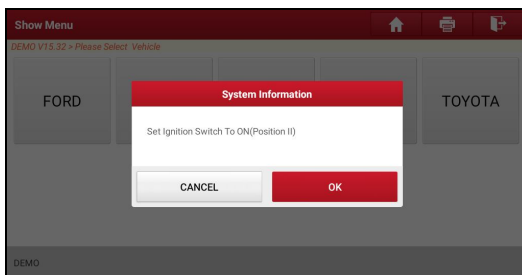 Show Menu
DEMO V15.32 > Please Select Vehicle
FORD
TOYOTA
System Information
Set Ignition Switch To ON(Position II)
CANCEL
OK
DEMO